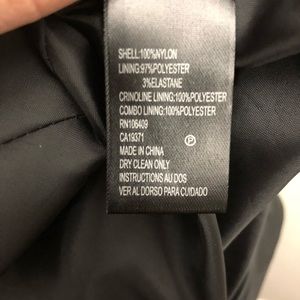 SHELL:100%NYLON
LINING:97%POLYESTER
3%ELASTANE
CRINOLINE LINING:100%POLYESTER
COMBO LINING:100%POLYESTER
RN106409
CA19371
MADE IN CHINA
P
DRY CLEAN ONLY
INSTRUCTIONS AU DOS
VER AL DORSO PARA CUIDADO